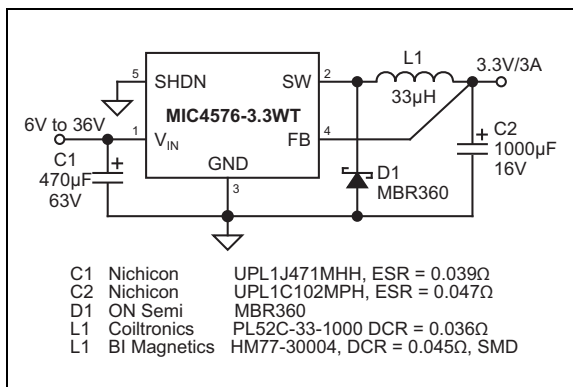 L1
3.3V/3A
5
SHDN
SW
2
33µH
MIC4576-3.3WT
6V to 36V
1
VIN
FB
4
C2
1000µF
16V
C1
470µF
63V
GND
3
D1
MBR360
C1 Nichicon UPL1J471MHH, ESR = 0.039Ω
C2 Nichicon UPL1C102MPH, ESR = 0.047Ω
D1 ON Semi MBR360
L1 Coiltronics PL52C-33-1000 DCR = 0.036Ω
L1 BI Magnetics HM77-30004, DCR = 0.045Ω, SMD